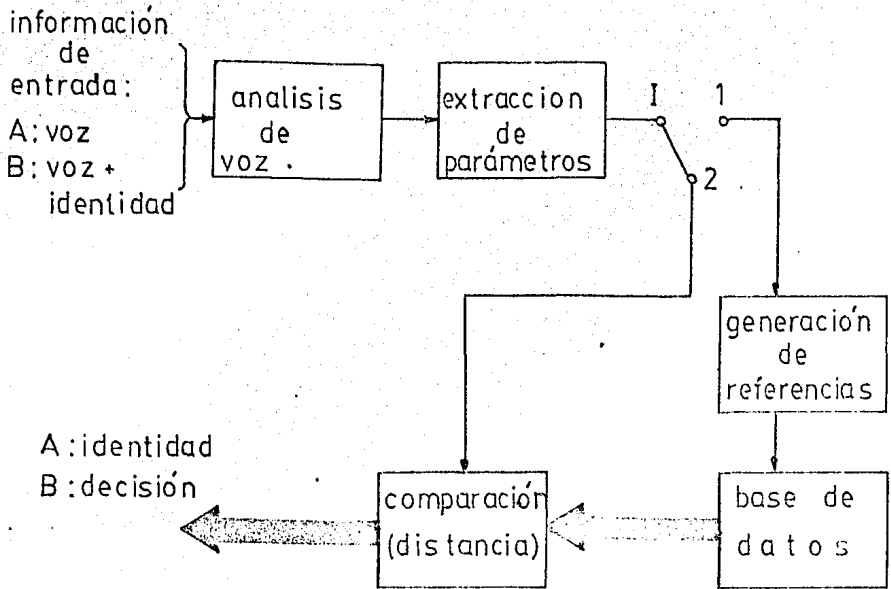 información
de
entrada:
A: voz
B: voz +
identidad
analisis
de
voz.
extraccion
de
parámetros
I
1
2
generación
de
referencias
A: identidad
B: decisión
comparación
(distancia)
base de
datos